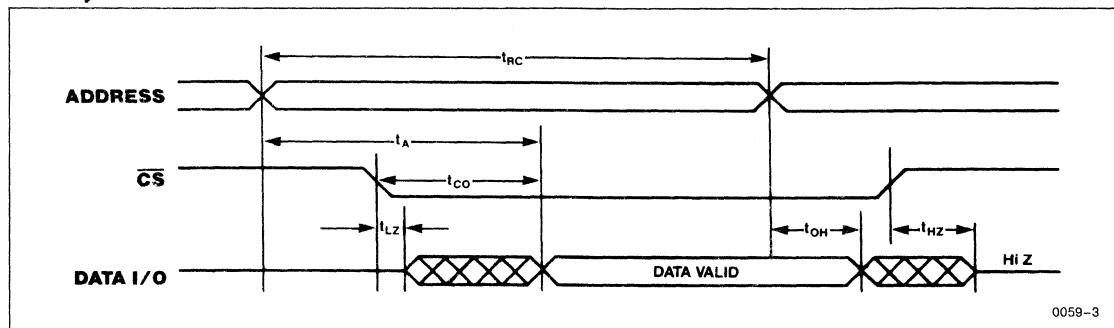 tRC
ADDRESS
tA
CS
tCO
tLZ
tOH
tHZ
DATA I/O
DATA VALID
Hi Z
0059-3